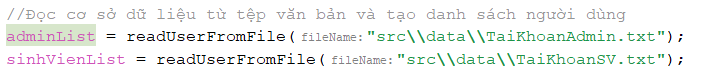 //Đọc cơ sở dữ liệu từ tệp văn bản và tạo danh sách người dùng
adminList = readUserFromFile( fileName: "src\\data\\TaiKhoanAdmin.txt");
sinhVienList = readUserFromFile( fileName: "src\\data\\TaiKhoanSV.txt");